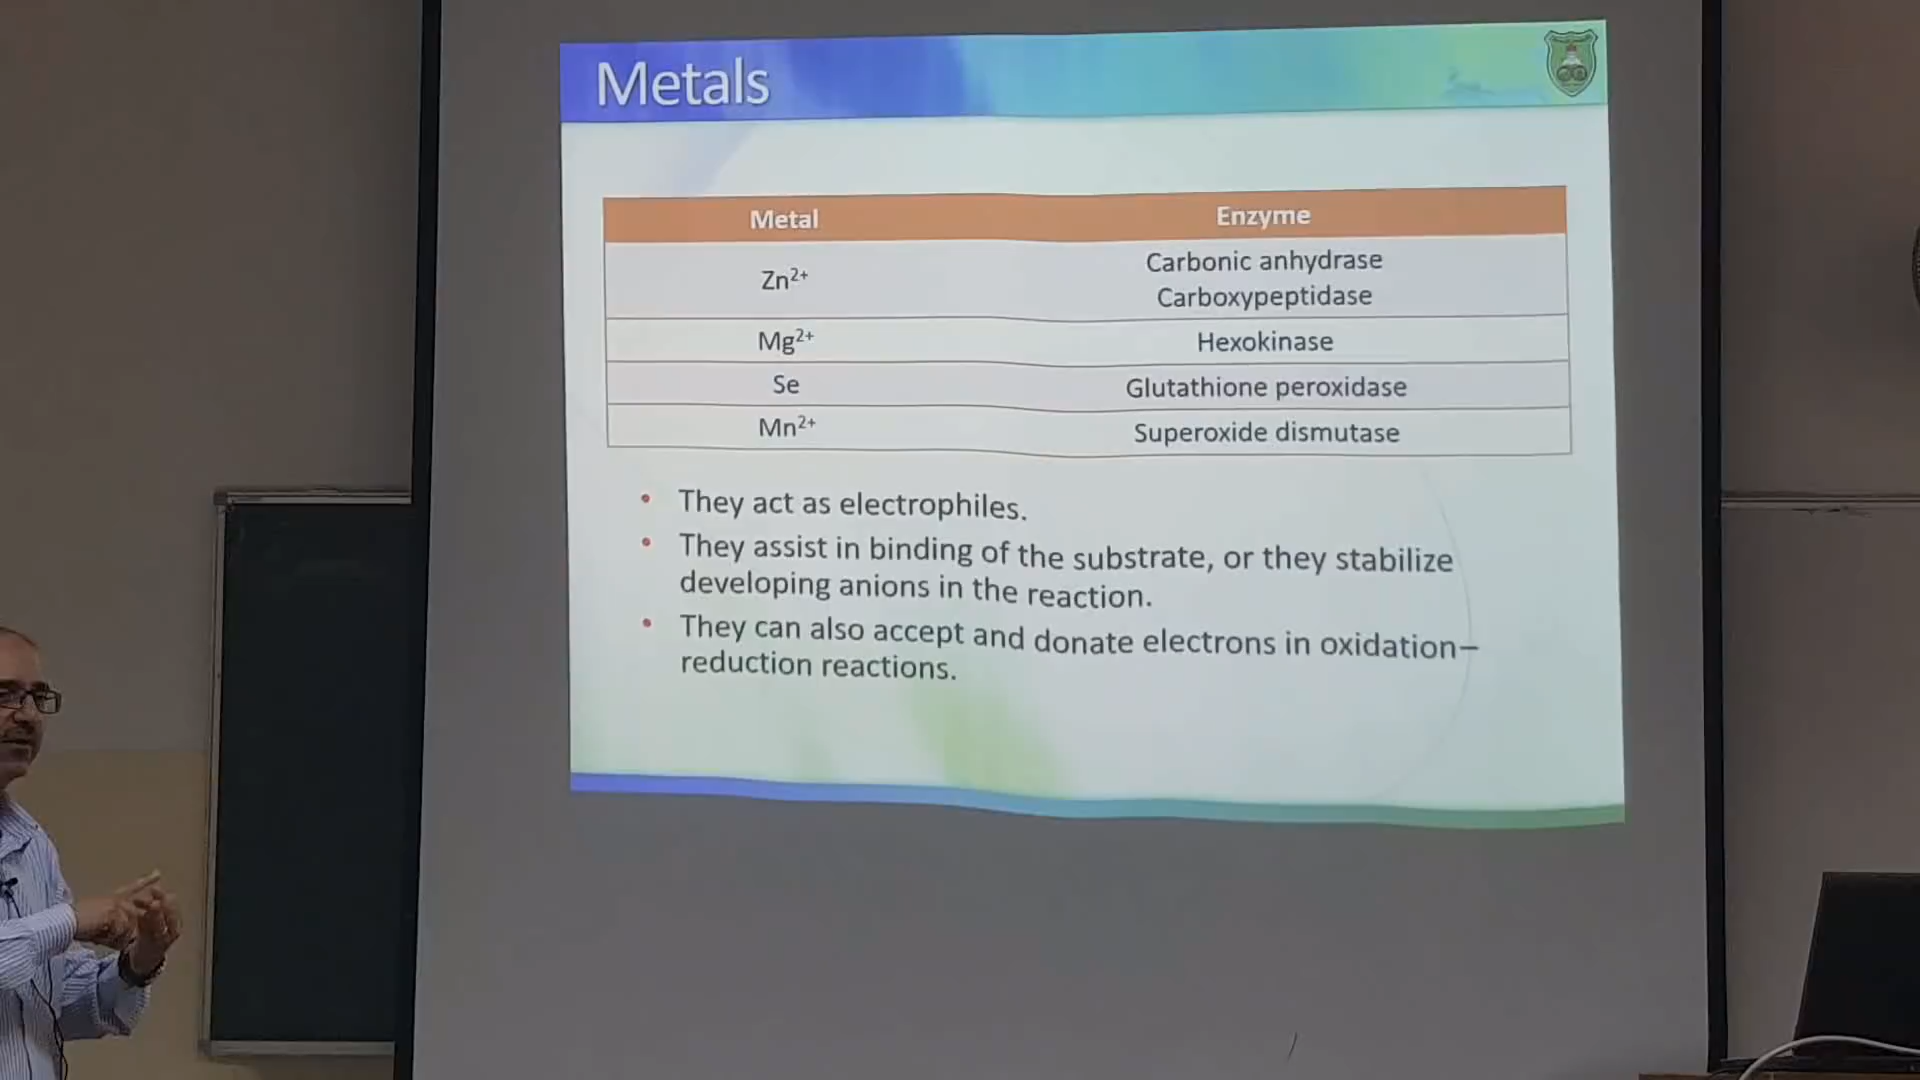 Metals
Metal Enzyme
Zn²⁺ Carbonic anhydrase
Carboxypeptidase
Mg²⁺ Hexokinase
Se Glutathione peroxidase
Mn²⁺ Superoxide dismutase
• They act as electrophiles.
• They assist in binding of the substrate, or they stabilize
developing anions in the reaction.
• They can also accept and donate electrons in oxidation–
reduction reactions.